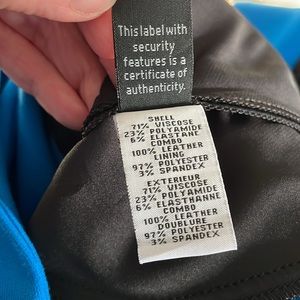 This label with
security
features is a
certificate of
authenticity.
SHELL
71% VISCOSE
23% POLYAMIDE
6% ELASTANE
COMBO
100% LEATHER
LINING
97% POLYESTER
3% SPANDEX
EXTERIEUR
71% VISCOSE
23% POLYAMIDE
6% ELASTHANNE
COMBO
100% LEATHER
DOUBLURE
97% POLYESTER
3% SPANDEX